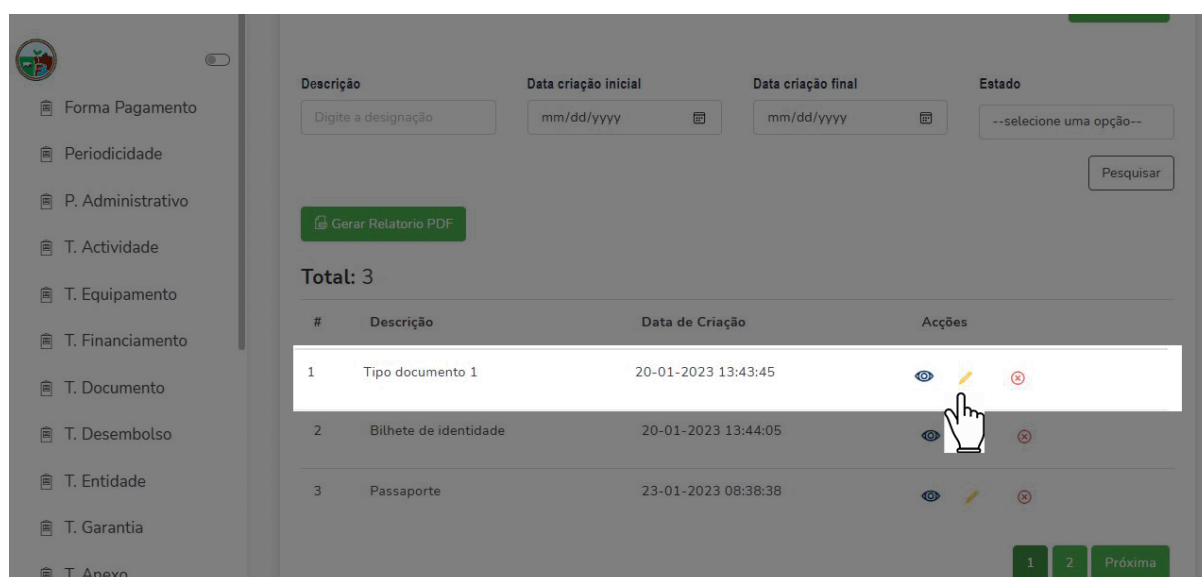 Forma Pagamento
Periodicidade
P. Administrativo
T. Actividade
T. Equipamento
T. Financiamento
T. Documento
T. Desembolso
T. Entidade
T. Garantia
T. Anexo
Descrição Data criação inicial Data criação final Estado
Digite a designação mm/dd/yyyy mm/dd/yyyy --selecione uma opção--
Pesquisar
Gerar Relatorio PDF
Total: 3
# Descrição Data de Criação Acções
1 Tipo documento 1 20-01-2023 13:43:45
2 Bilhete de identidade 20-01-2023 13:44:05
3 Passaporte 23-01-2023 08:38:38
1 2 Próxima